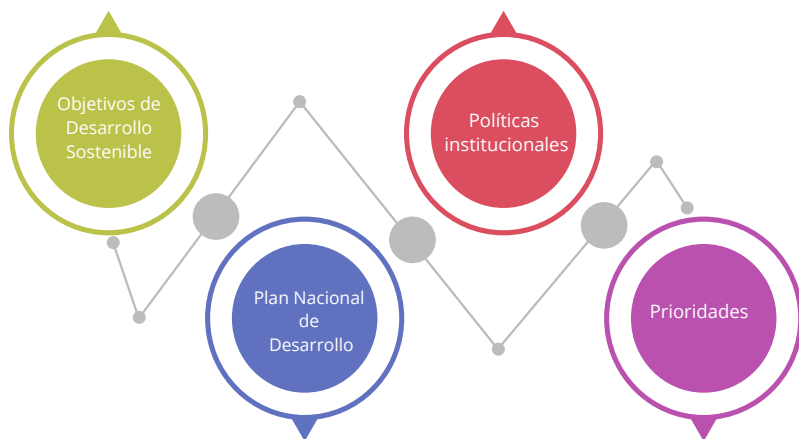 Objetivos de
Desarrollo
Sostenible
Plan Nacional
de
Desarrollo
Políticas
institucionales
Prioridades